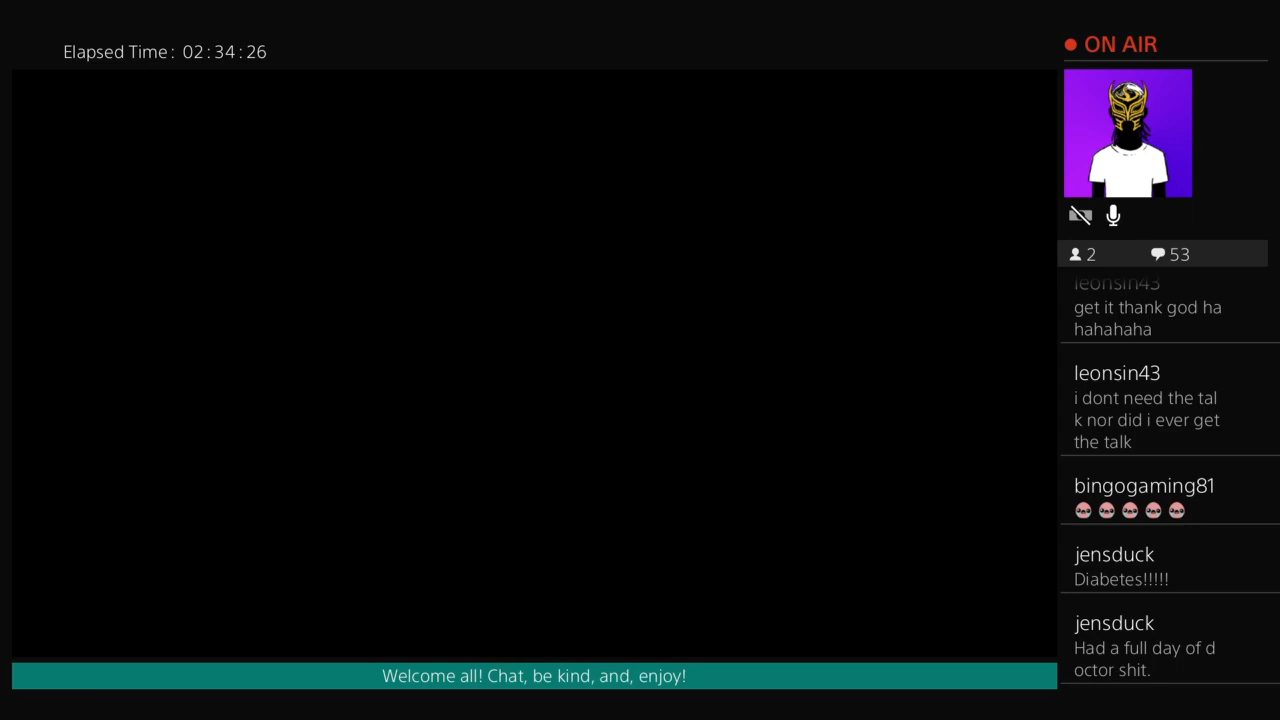 Elapsed Time: 02:34:26
ON AIR
2 53
leonsin43
get it thank god ha
hahahaha
leonsin43
i dont need the tal
k nor did i ever get
the talk
bingogaming81
jensduck
Diabetes!!!!!
jensduck
Had a full day of d
octor shit.
Welcome all! Chat, be kind, and, enjoy!